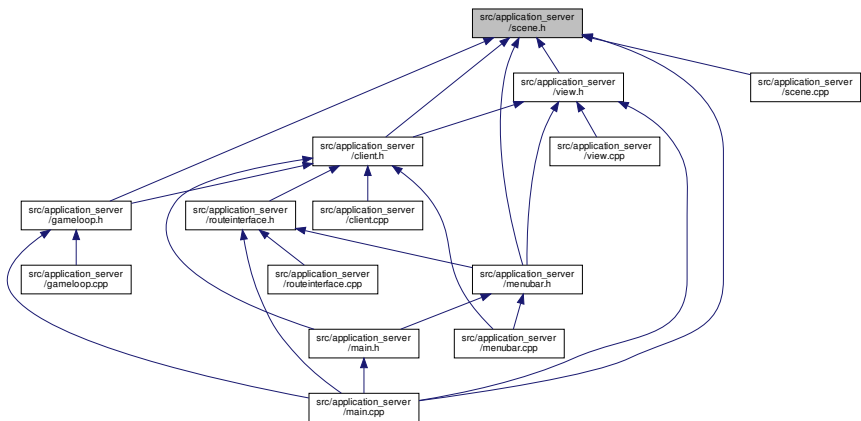 src/application_server
/scene.h
src/application_server
/view.h
src/application_server
/scene.cpp
src/application_server
/client.h
src/application_server
/view.cpp
src/application_server
/gameloop.h
src/application_server
/routeinterface.h
src/application_server
/client.cpp
src/application_server
/gameloop.cpp
src/application_server
/routeinterface.cpp
src/application_server
/menubar.h
src/application_server
/main.h
src/application_server
/menubar.cpp
src/application_server
/main.cpp